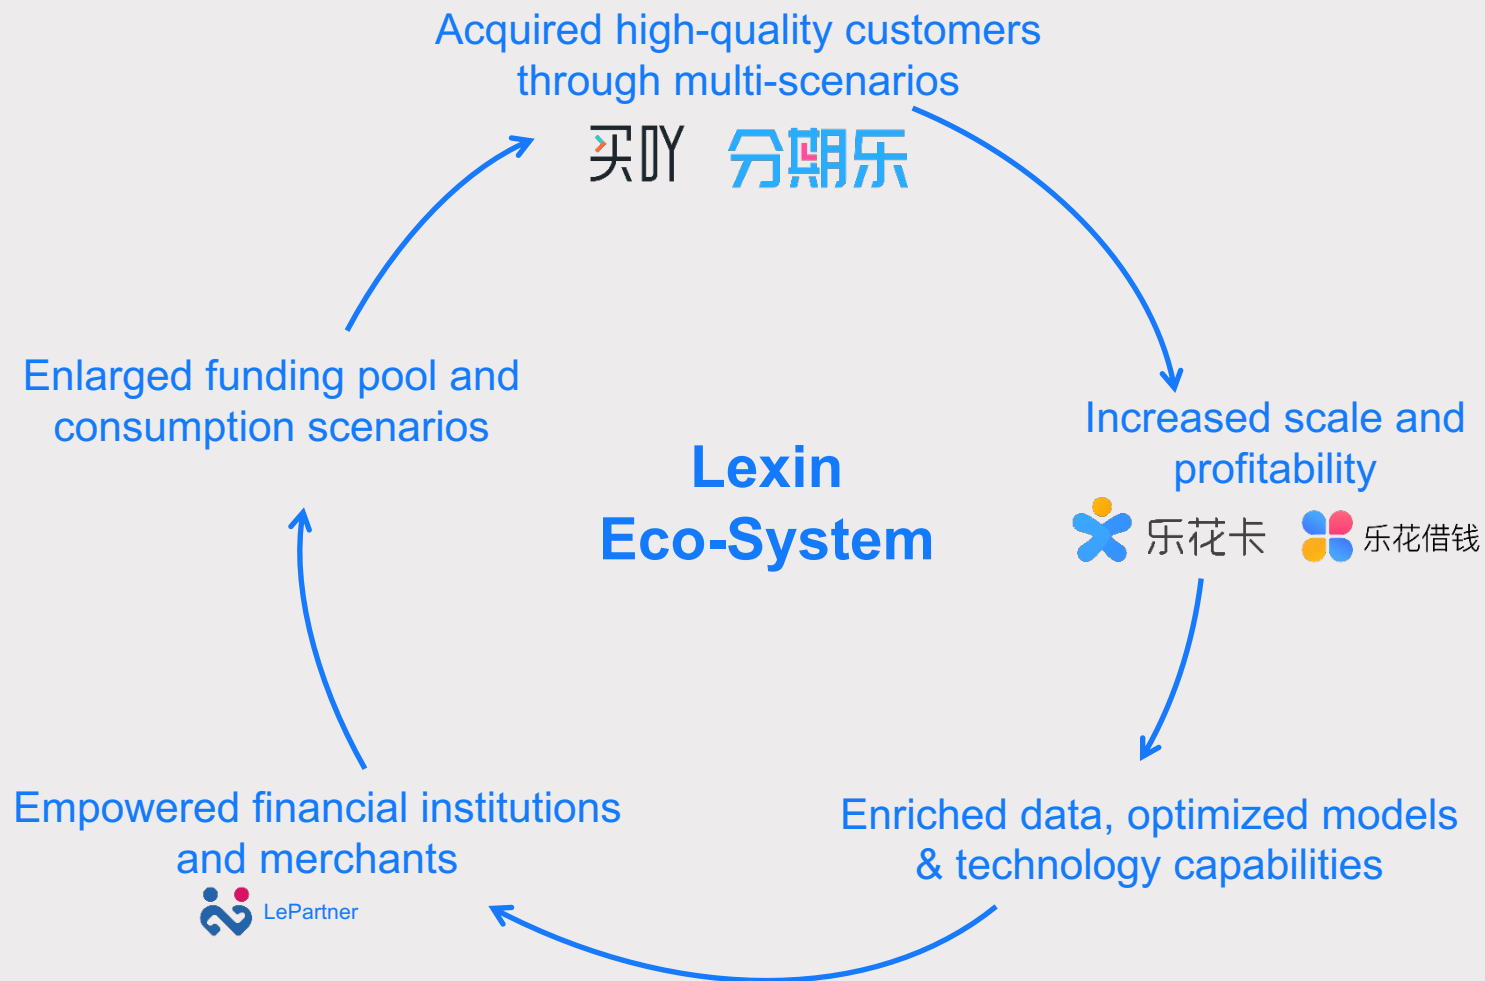 Acquired high-quality customers
through multi-scenarios
买吖 分期乐
Enlarged funding pool and
consumption scenarios
Lexin
Eco-System
Increased scale and
profitability
乐花卡 乐花借钱
Empowered financial institutions
and merchants
LePartner
Enriched data, optimized models
& technology capabilities